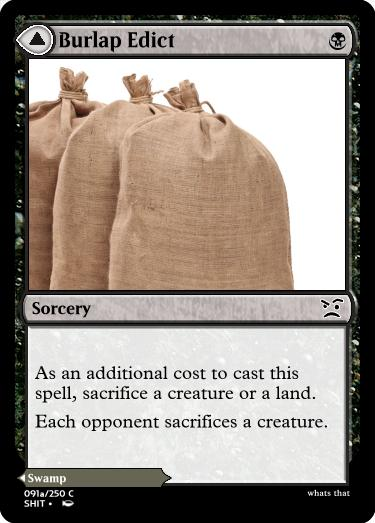 Burlap Edict
Sorcery
As an additional cost to cast this
spell, sacrifice a creature or a land.
Each opponent sacrifices a creature.
Swamp
091a/250 C
SHIT •
whats that